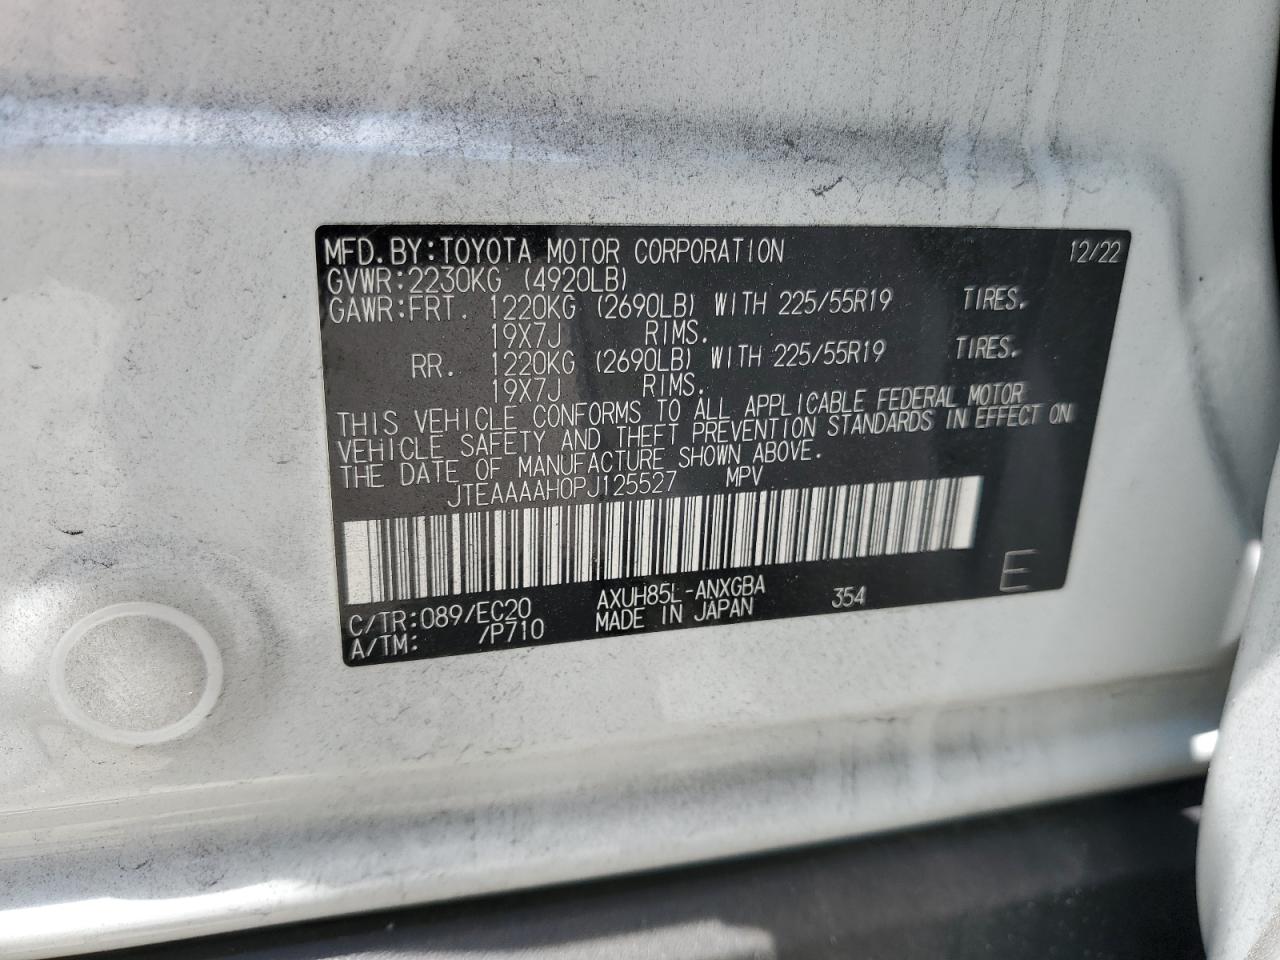 MFD.BY:TOYOTA MOTOR CORPORATION 12/22
GVWR:2230KG (4920LB)
GAWR:FRT. 1220KG (2690LB) WITH 225/55R19 TIRES.
19X7J RIMS.
RR. 1220KG (2690LB) WITH 225/55R19 TIRES.
19X7J RIMS.
THIS VEHICLE CONFORMS TO ALL APPLICABLE FEDERAL MOTOR
VEHICLE SAFETY AND THEFT PREVENTION STANDARDS IN EFFECT ON
THE DATE OF MANUFACTURE SHOWN ABOVE.
JTEAAAAH0PJ125527 MPV
C/TR:089/EC20 AXUH85L-ANXGBA 354 E
A/TM: /P710 MADE IN JAPAN